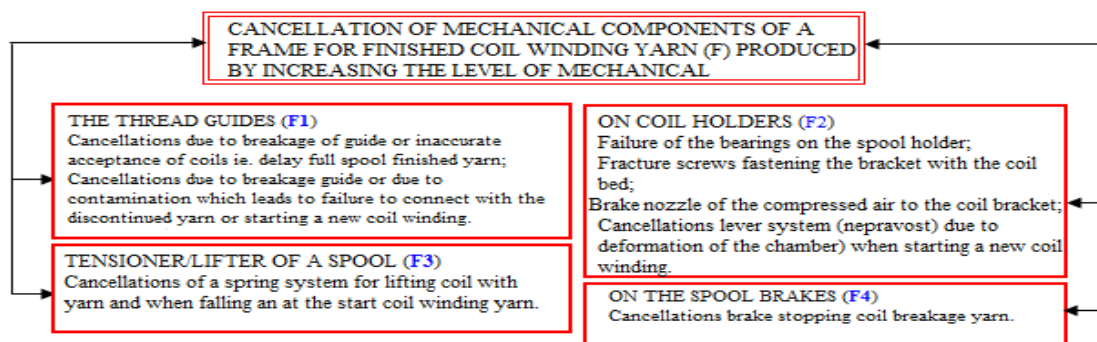 CANCELLATION OF MECHANICAL COMPONENTS OF A
FRAME FOR FINISHED COIL WINDING YARN (F) PRODUCED
BY INCREASING THE LEVEL OF MECHANICAL
THE THREAD GUIDES (F1)
Cancellations due to breakage of guide or inaccurate
acceptance of coils ie. delay full spool finished yarn;
Cancellations due to breakage guide or due to
contamination which leads to failure to connect with the
discontinued yarn or starting a new coil winding.
ON COIL HOLDERS (F2)
Failure of the bearings on the spool holder;
Fracture screws fastening the bracket with the coil
bed;
Brake nozzle of the compressed air to the coil bracket;
Cancellations lever system (nepravost) due to
deformation of the chamber) when starting a new coil
winding.
TENSIONER/LIFTER OF A SPOOL (F3)
Cancellations of a spring system for lifting coil with
yarn and when falling an at the start coil winding yarn.
ON THE SPOOL BRAKES (F4)
Cancellations brake stopping coil breakage yarn.